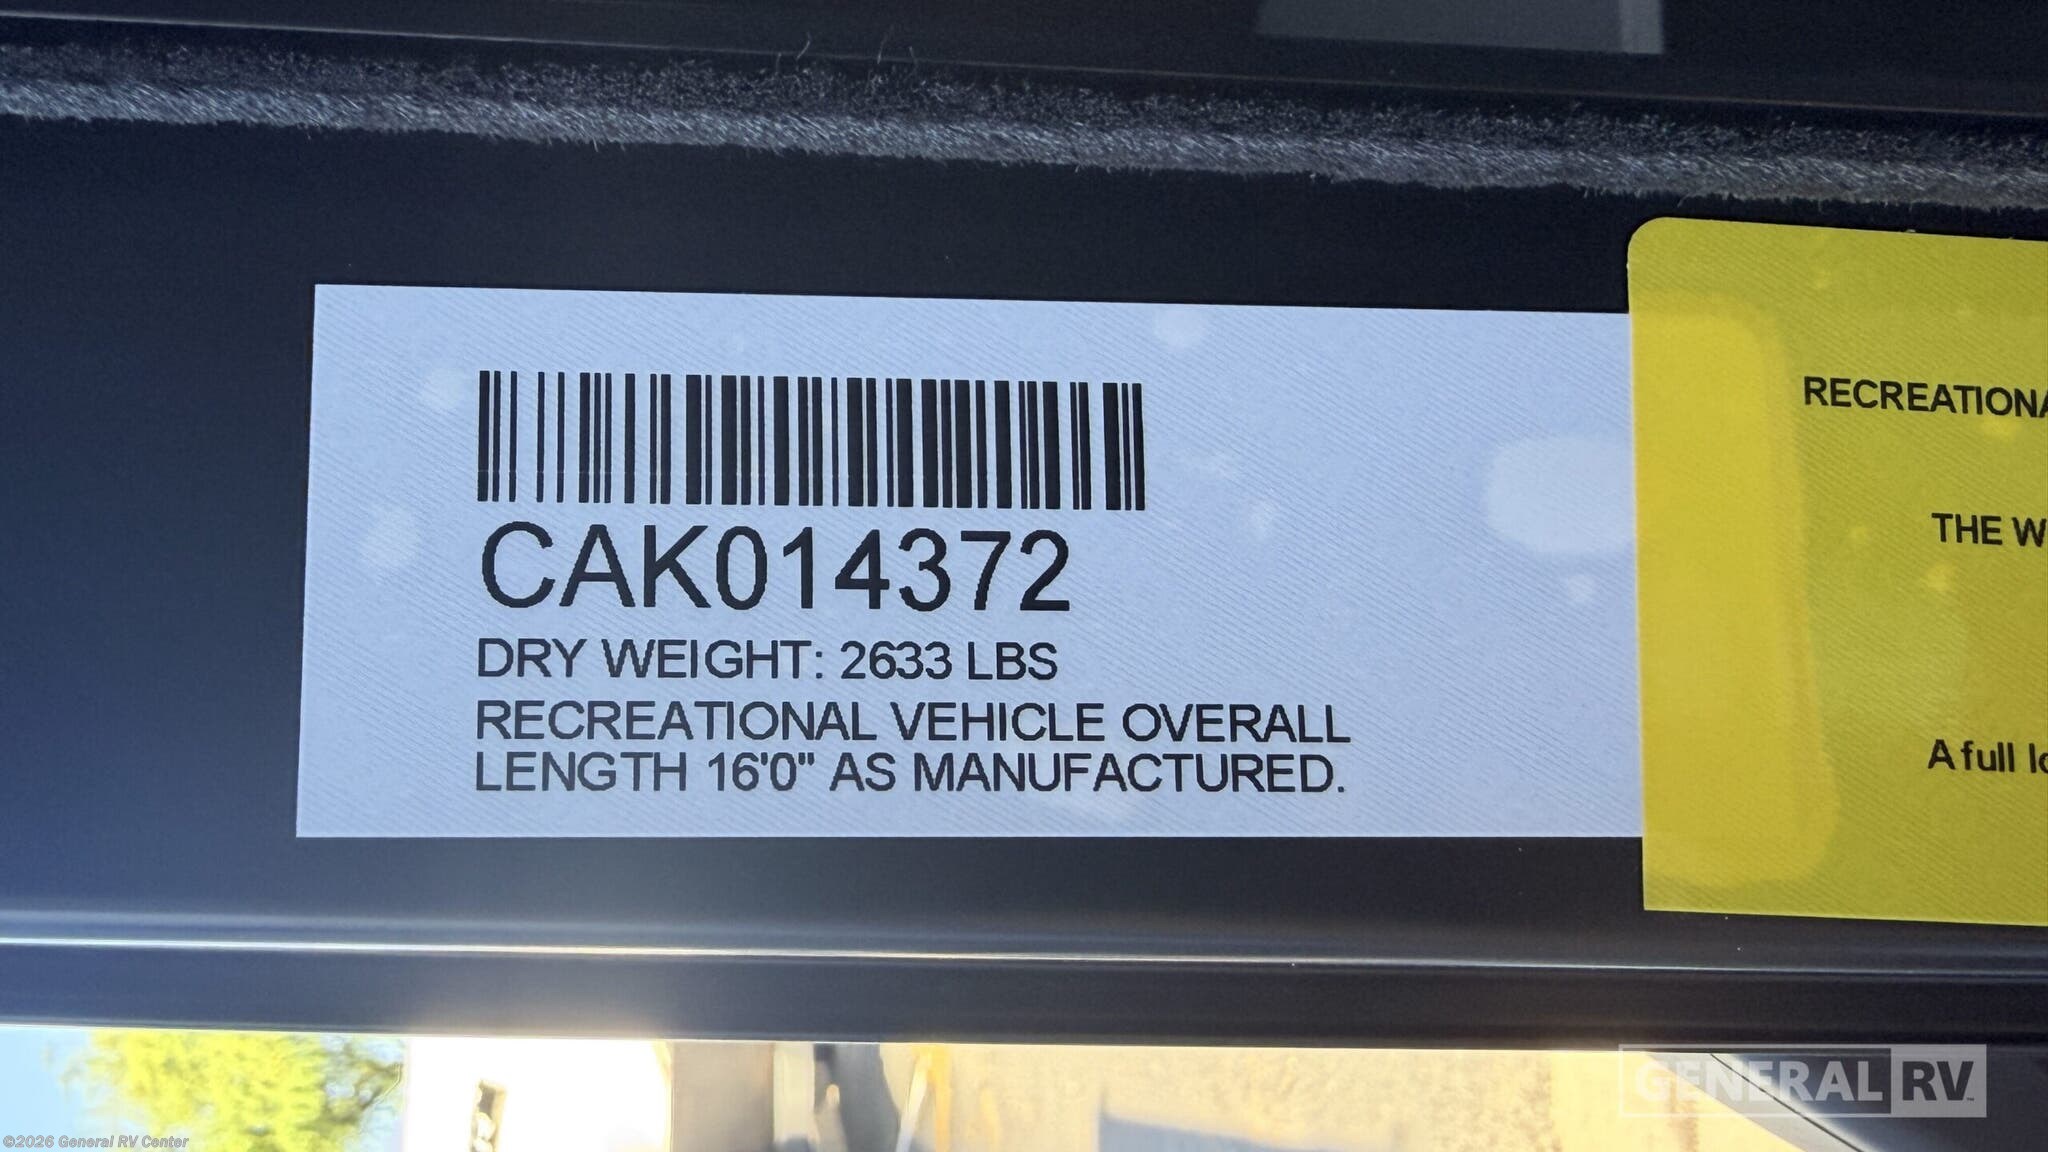 CAK014372
DRY WEIGHT: 2633 LBS
RECREATIONAL VEHICLE OVERALL
LENGTH 16'0" AS MANUFACTURED.
RECREATIONA
THE W
A full lo
GENERAL RV
©2026 General RV Center